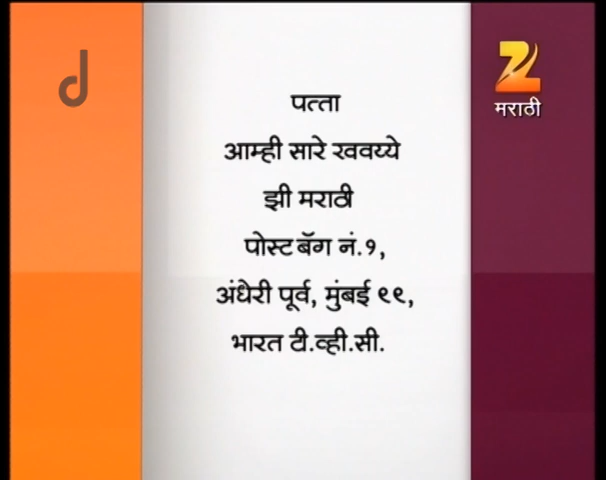 पत्ता
आम्ही सारे खवय्ये
झी मराठी
पोस्ट बॅग नं.१,
अंधेरी पूर्व, मुंबई ९९,
भारत टी.व्ही.सी.
मराठी